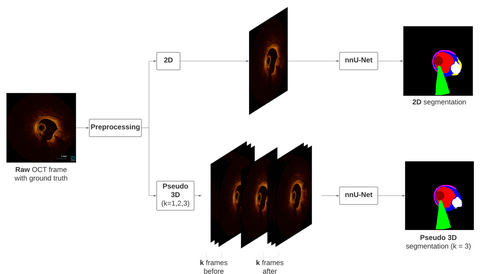 2D
nnU-Net
2D segmentation
Preprocessing
Raw OCT frame
with ground truth
Pseudo
3D
(k=1,2,3)
nnU-Net
Pseudo 3D
segmentation (k = 3)
k frames
before
k frames
after